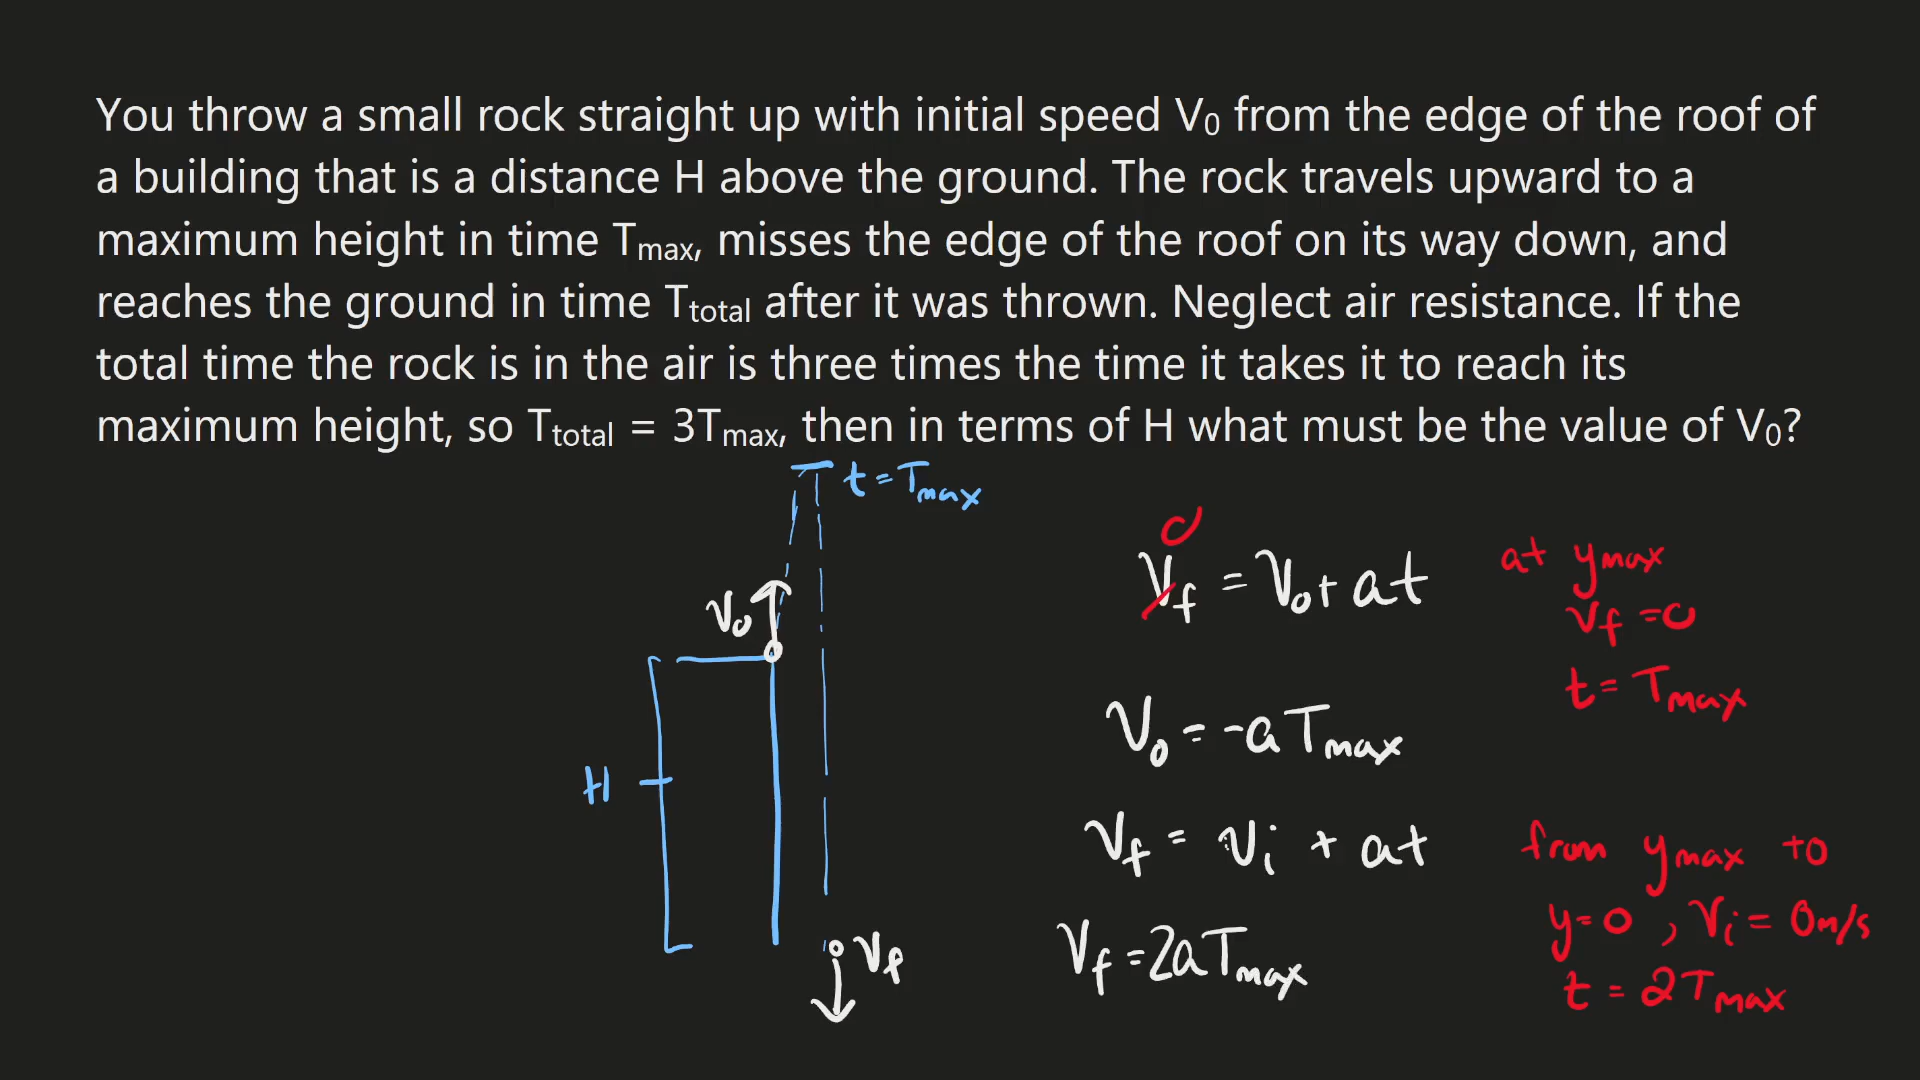 You throw a small rock straight up with initial speed V₀ from the edge of the roof of
a building that is a distance H above the ground. The rock travels upward to a
maximum height in time Tmax, misses the edge of the roof on its way down, and
reaches the ground in time Ttotal after it was thrown. Neglect air resistance. If the
total time the rock is in the air is three times the time it takes it to reach its
maximum height, so Ttotal = 3Tmax, then in terms of H what must be the value of V₀?
t = Tmax
V₀
H
Vf
0
Vf = V₀ + at
at ymax
Vf = 0
t = Tmax
V₀ = -aTmax
Vf = Vi + at
from ymax to
y = 0, Vi = 0m/s
t = 2Tmax
Vf = 2aTmax